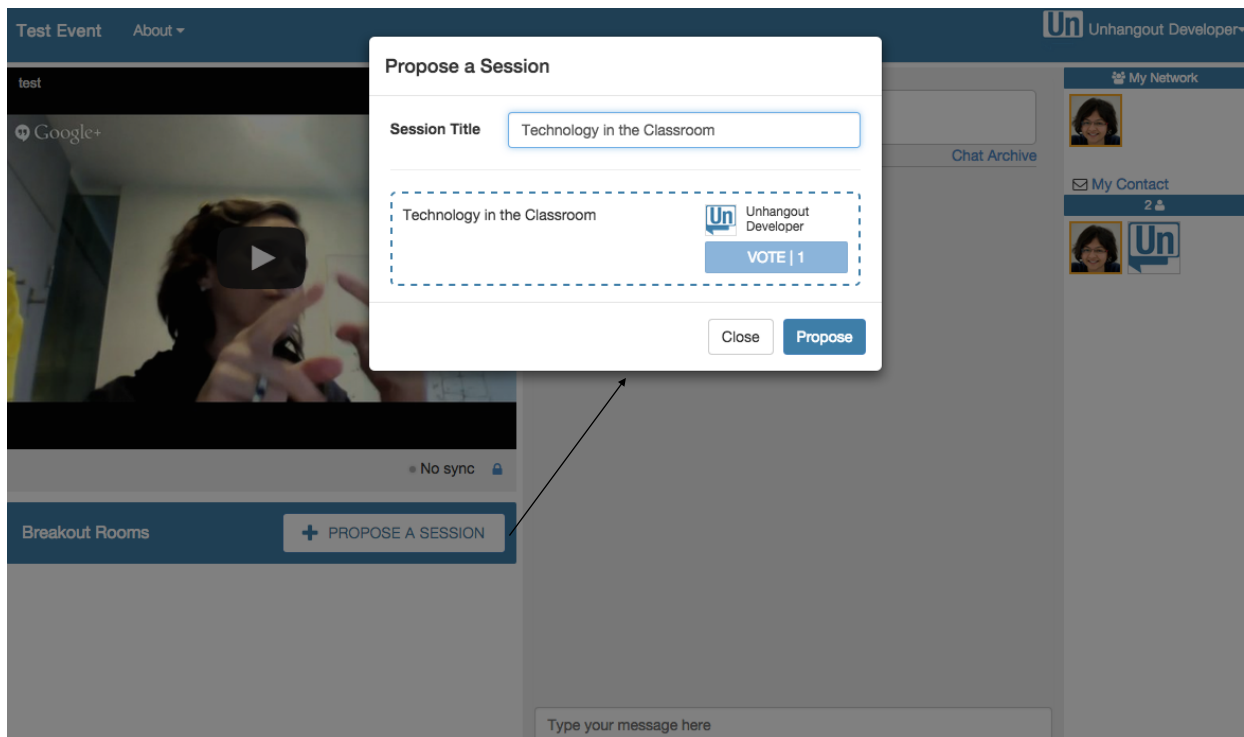 Test Event
About
Un Unhangout Developer
test
Google+
Propose a Session
Session Title
Technology in the Classroom
Technology in the Classroom
Un
Unhangout
Developer
VOTE | 1
Close
Propose
Chat Archive
My Network
My Contact
2
Un
No sync
Breakout Rooms
PROPOSE A SESSION
Type your message here